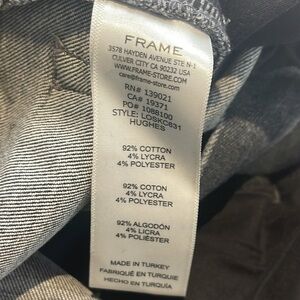 FRAME
3578 HAYDEN AVENUE STE N-1
CULVER CITY CA 90232 USA
WWW.FRAME-STORE.COM
care@frame-store.com
RN# 139021
CA# 19371
PO# 1088100
STYLE: LOSKC831
HUGHES
92% COTTON
4% LYCRA
4% POLYESTER
92% COTON
4% LYCRA
4% POLYESTER
92% ALGODÓN
4% LICRA
4% POLIÉSTER
MADE IN TURKEY
FABRIQUÉ EN TURQUIE
HECHO EN TURQUÍA